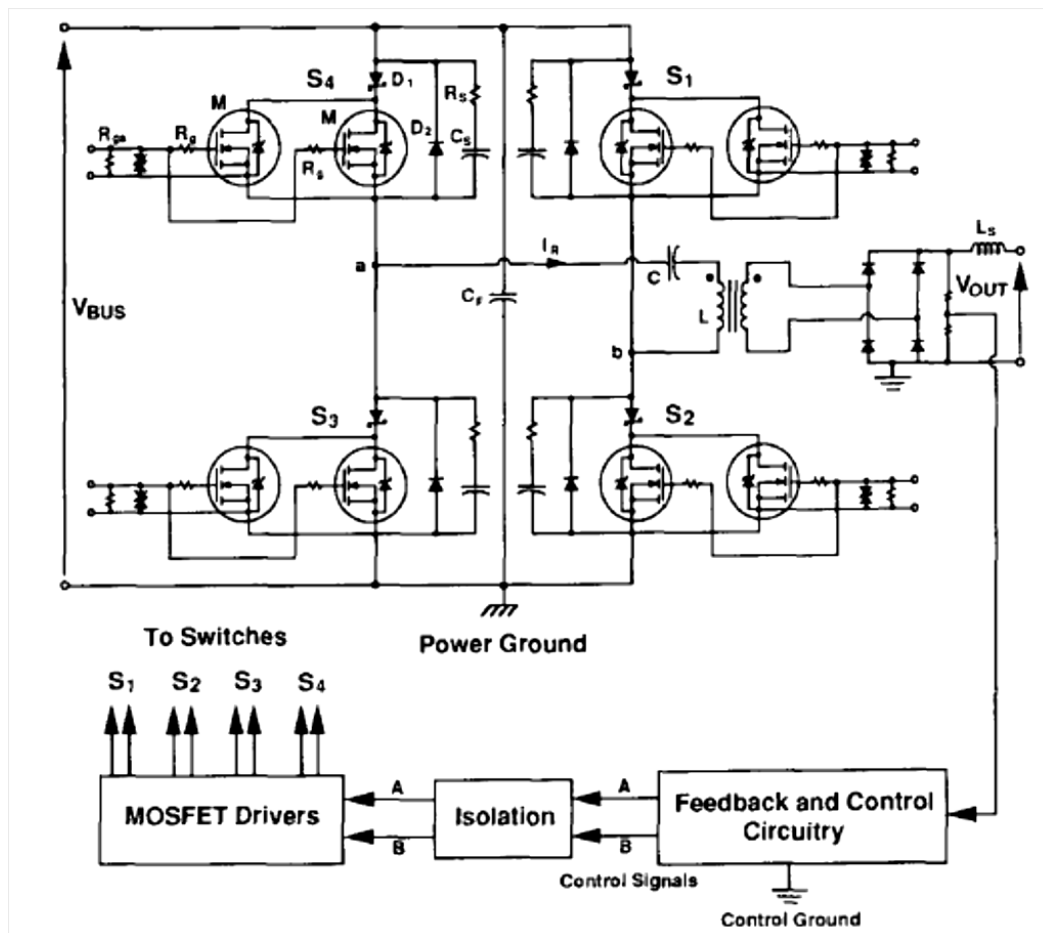 S4
D1
RS
S1
M
M
D2
CS
Rgs
Rg
Rg
LS
a
IR
C
VBUS
CF
L
VOUT
b
S3
S2
To Switches
Power Ground
S1 S2 S3 S4
MOSFET Drivers
A
B
Isolation
A
B
Feedback and Control
Circuitry
Control Signals
Control Ground